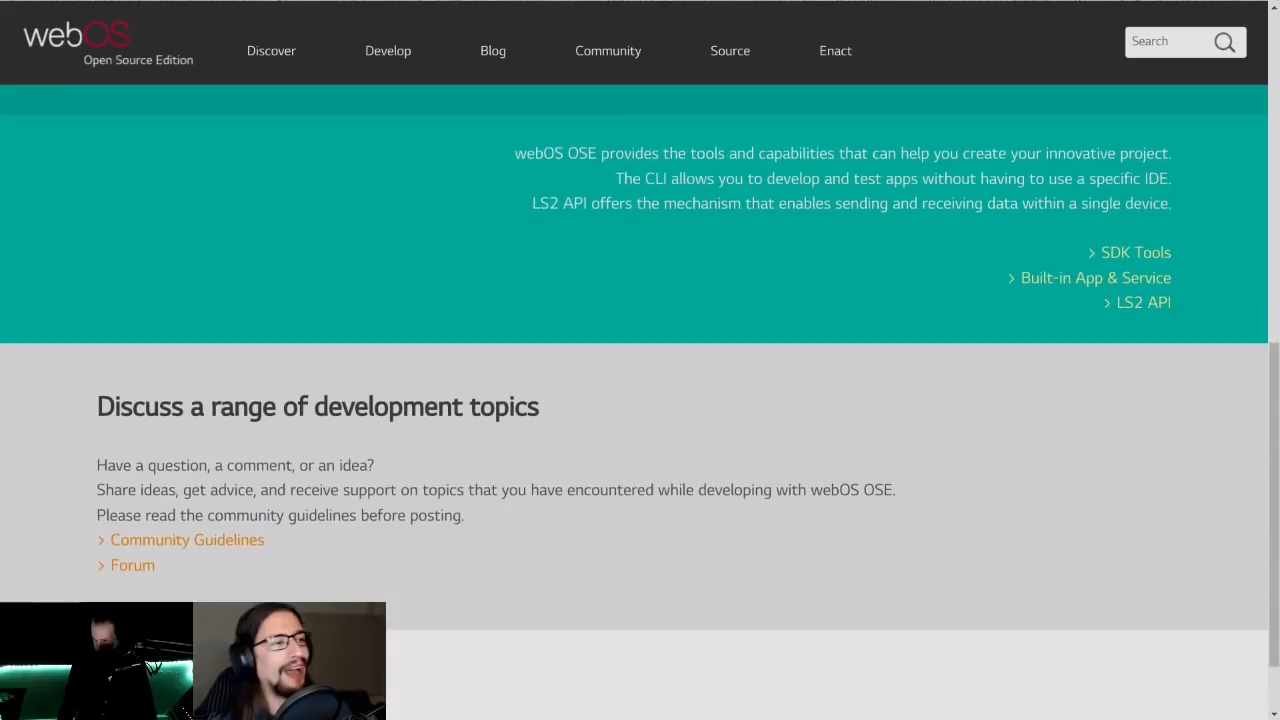 webOS
Open Source Edition
Discover
Develop
Blog
Community
Source
Enact
Search
webOS OSE provides the tools and capabilities that can help you create your innovative project.
The CLI allows you to develop and test apps without having to use a specific IDE.
LS2 API offers the mechanism that enables sending and receiving data within a single device.
> SDK Tools
> Built-in App & Service
> LS2 API
Discuss a range of development topics
Have a question, a comment, or an idea?
Share ideas, get advice, and receive support on topics that you have encountered while developing with webOS OSE.
Please read the community guidelines before posting.
> Community Guidelines
> Forum